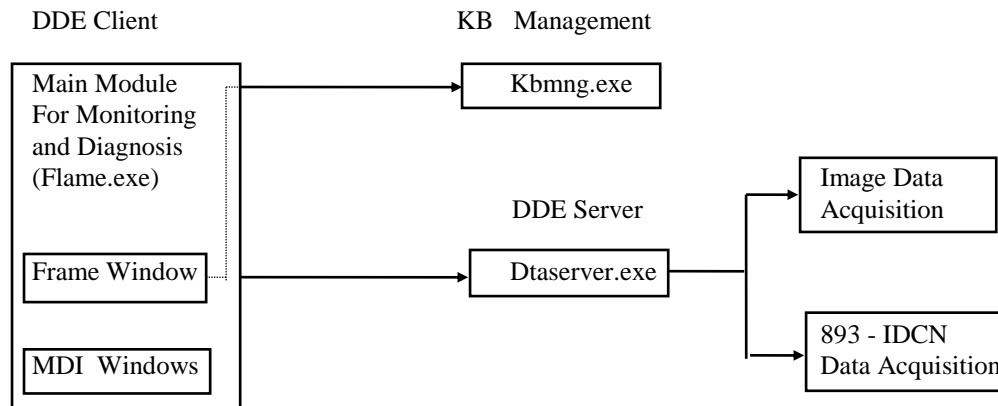 DDE Client
KB Management
Main Module
For Monitoring
and Diagnosis
(Flame.exe)
Kbmng.exe
Image Data
Acquisition
DDE Server
Frame Window
Dtaserver.exe
893 - IDCN
Data Acquisition
MDI Windows